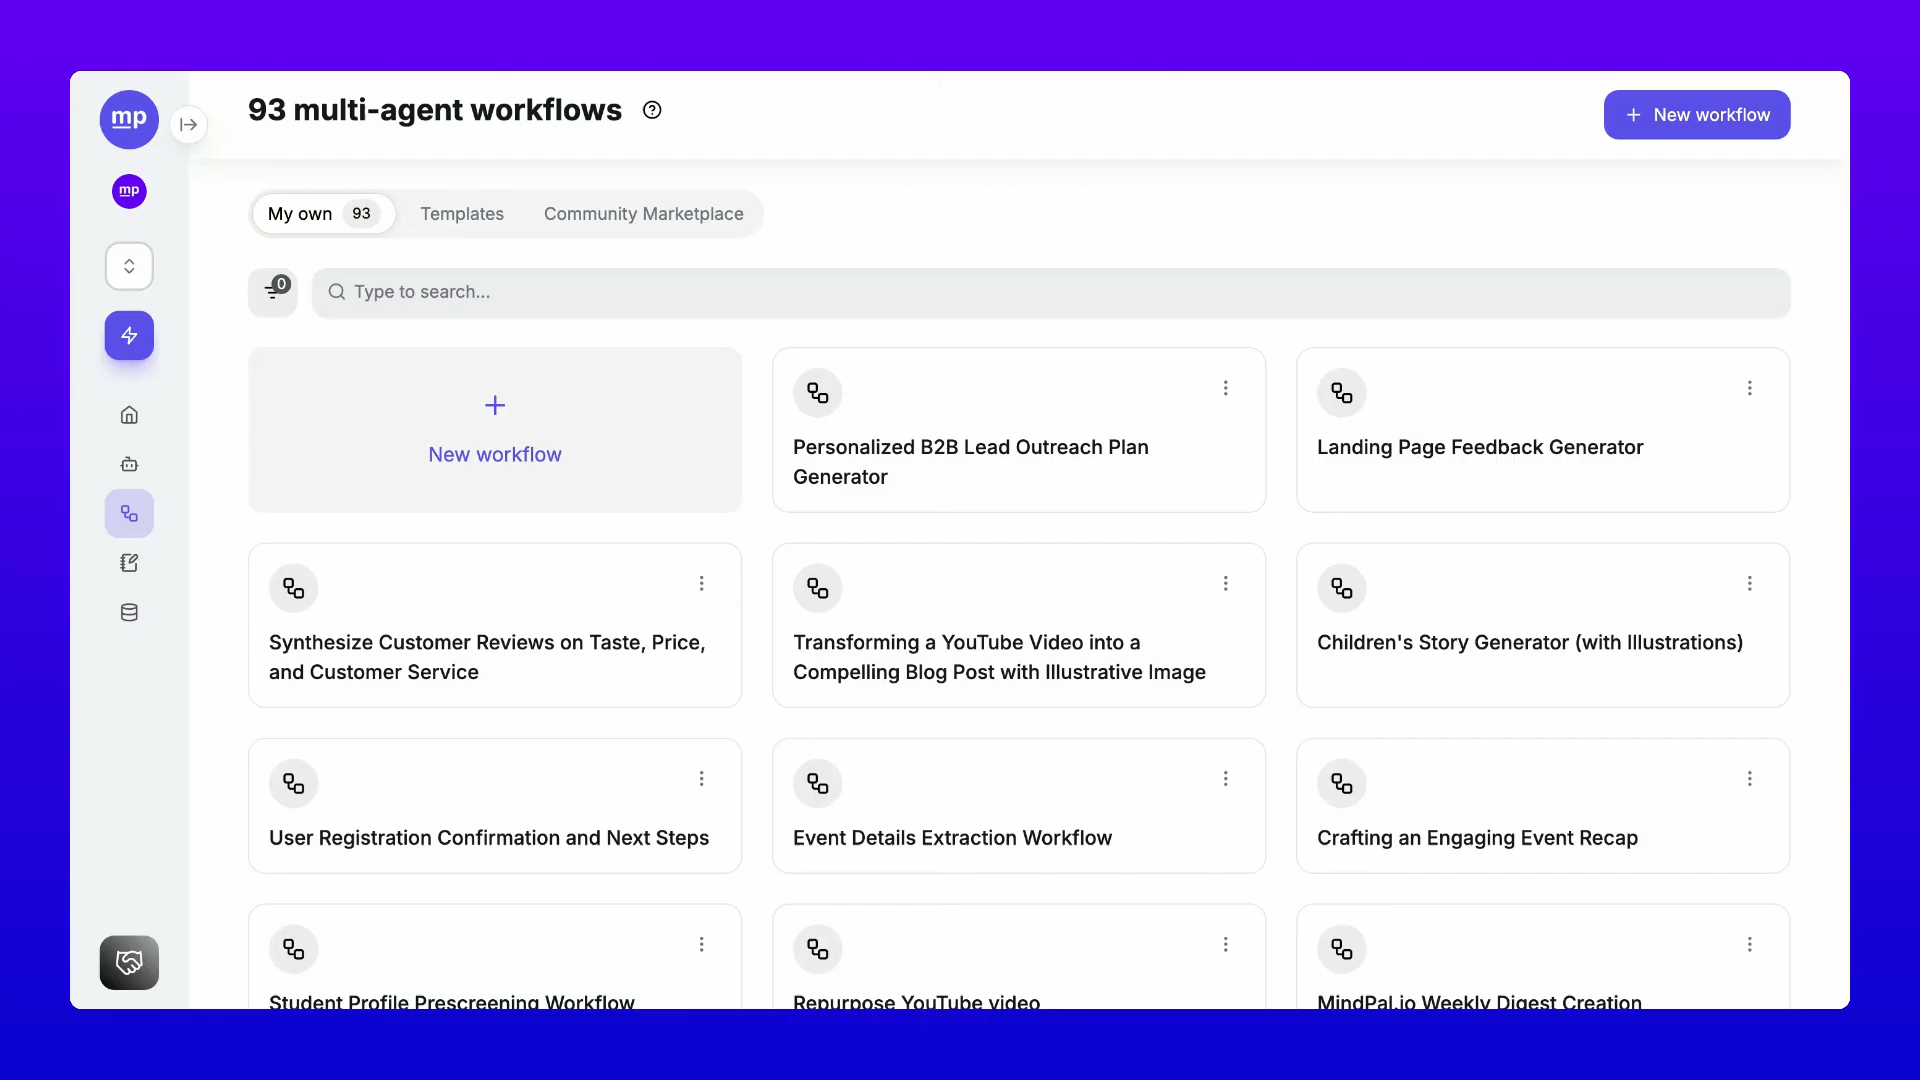 mp
93 multi-agent workflows
New workflow
mp
My own 93
Templates
Community Marketplace
0
Type to search...
New workflow
Personalized B2B Lead Outreach Plan
Generator
Landing Page Feedback Generator
Synthesize Customer Reviews on Taste, Price,
and Customer Service
Transforming a YouTube Video into a
Compelling Blog Post with Illustrative Image
Children's Story Generator (with Illustrations)
User Registration Confirmation and Next Steps
Event Details Extraction Workflow
Crafting an Engaging Event Recap
Student Profile Prescreening Workflow
Repurpose YouTube video
MindPal.io Weekly Digest Creation